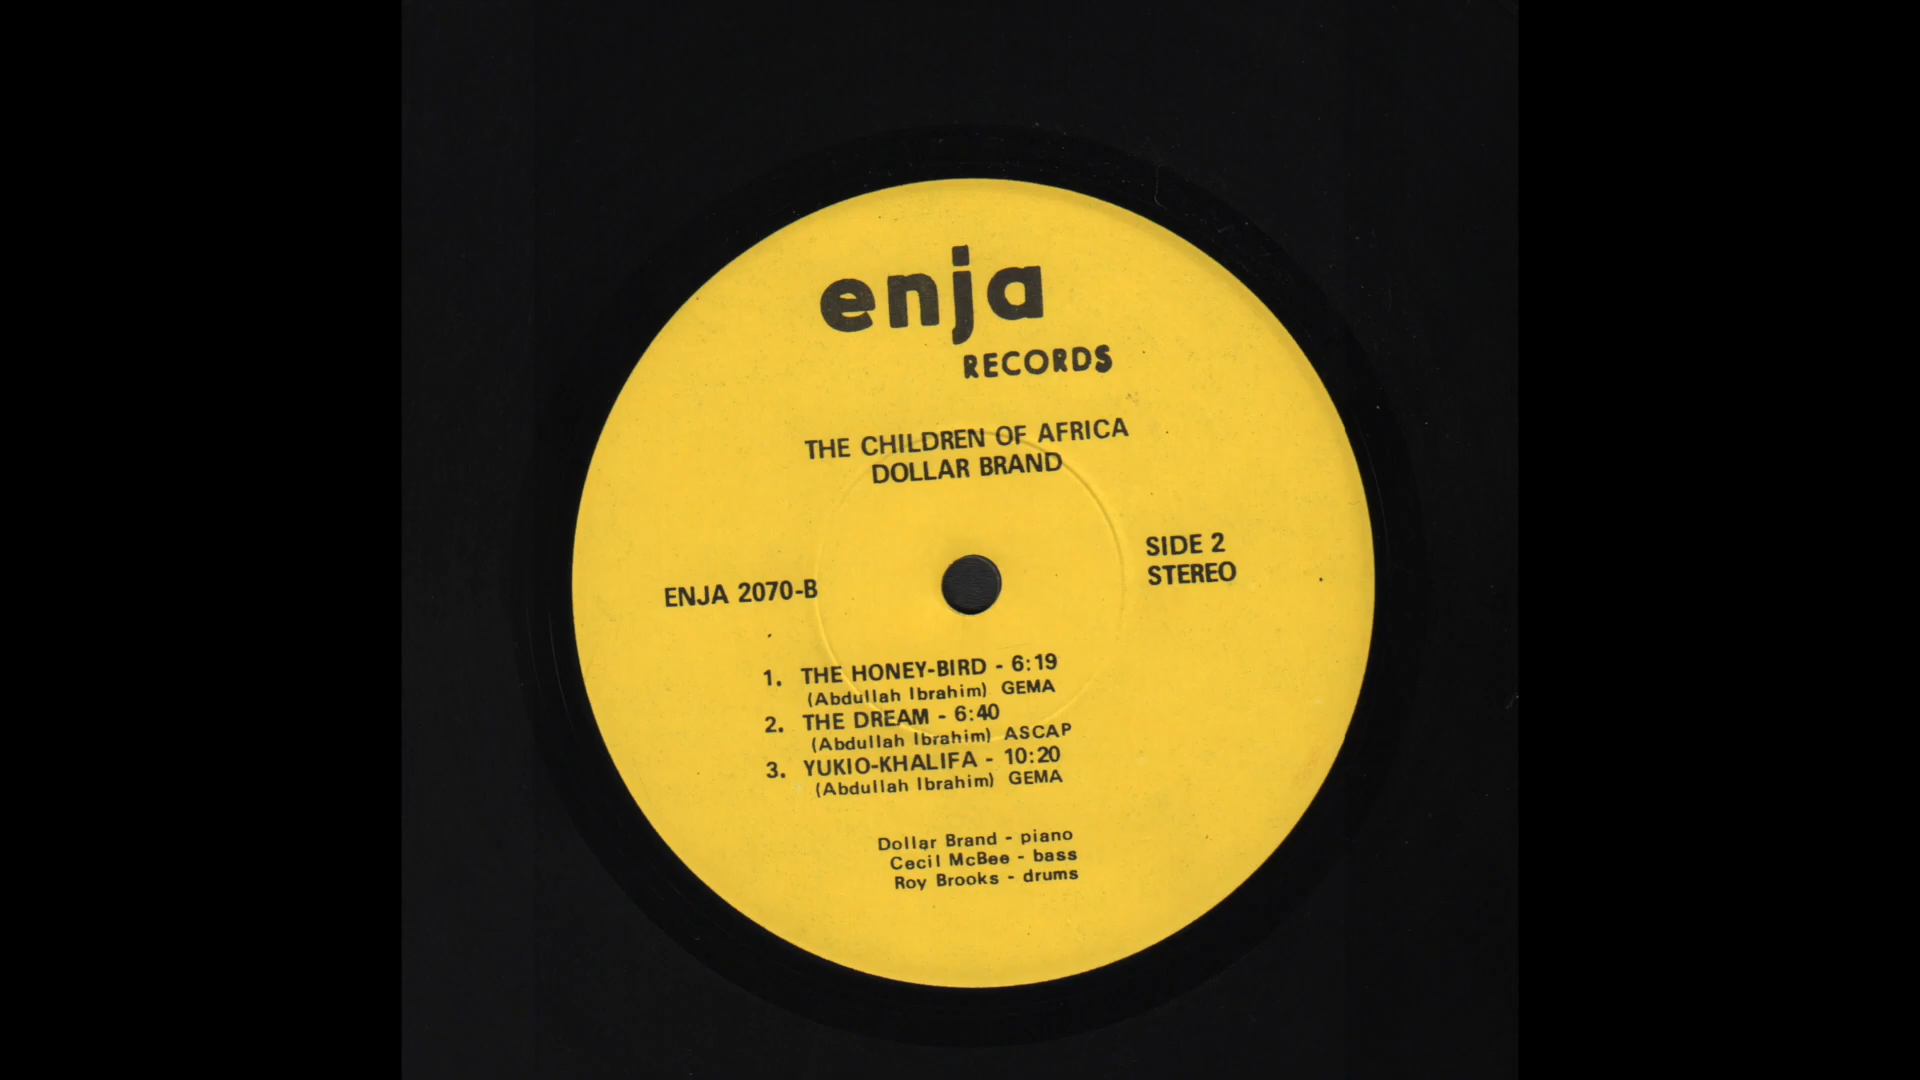 enja
RECORDS
THE CHILDREN OF AFRICA
DOLLAR BRAND
SIDE 2
STEREO
ENJA 2070-B
1. THE HONEY-BIRD - 6:19
(Abdullah Ibrahim) GEMA
2. THE DREAM - 6:40
(Abdullah Ibrahim) ASCAP
3. YUKIO-KHALIFA - 10:20
(Abdullah Ibrahim) GEMA
Dollar Brand - piano
Cecil McBee - bass
Roy Brooks - drums